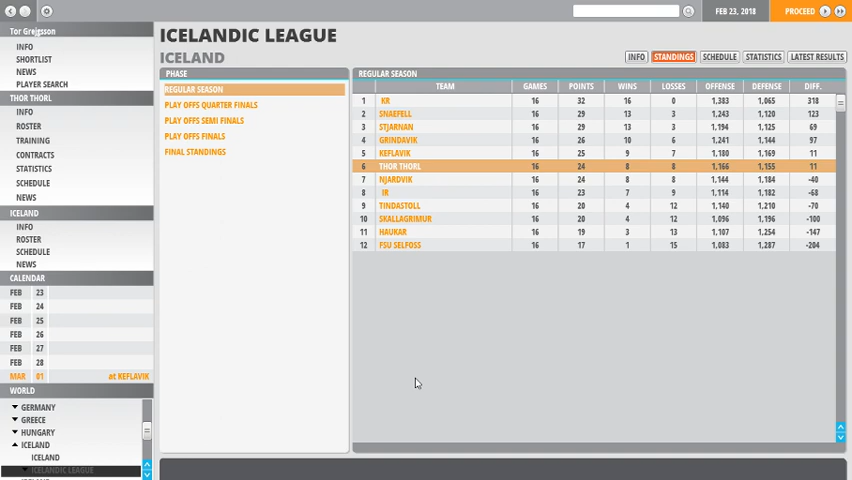 FEB 23, 2018
PROCEED
Tor Grejgsson
INFO
SHORTLIST
NEWS
PLAYER SEARCH
THOR THORL
INFO
ROSTER
TRAINING
CONTRACTS
STATISTICS
SCHEDULE
NEWS
ICELAND
INFO
ROSTER
SCHEDULE
NEWS
CALENDAR
FEB 23
FEB 24
FEB 25
FEB 26
FEB 27
FEB 28
MAR 01 at KEFLAVIK
WORLD
GERMANY
GREECE
HUNGARY
ICELAND
ICELAND
ICELANDIC LEAGUE
ICELANDIC LEAGUE
ICELAND
INFO STANDINGS SCHEDULE STATISTICS LATEST RESULTS
PHASE
REGULAR SEASON
PLAY OFFS QUARTER FINALS
PLAY OFFS SEMI FINALS
PLAY OFFS FINALS
FINAL STANDINGS
REGULAR SEASON
TEAM GAMES POINTS WINS LOSSES OFFENSE DEFENSE DIFF.
1 KR 16 32 16 0 1,383 1,065 318
2 SNAEFELL 16 29 13 3 1,243 1,120 123
3 STJARNAN 16 29 13 3 1,194 1,125 69
4 GRINDAVIK 16 26 10 6 1,241 1,144 97
5 KEFLAVIK 16 25 9 7 1,180 1,169 11
6 THOR THORL 16 24 8 8 1,166 1,155 11
7 NJARDVIK 16 24 8 8 1,144 1,184 -40
8 IR 16 23 7 9 1,114 1,182 -68
9 TINDASTOLL 16 20 4 12 1,140 1,210 -70
10 SKALLAGRIMUR 16 20 4 12 1,096 1,196 -100
11 HAUKAR 16 19 3 13 1,107 1,254 -147
12 FSU SELFOSS 16 17 1 15 1,083 1,287 -204